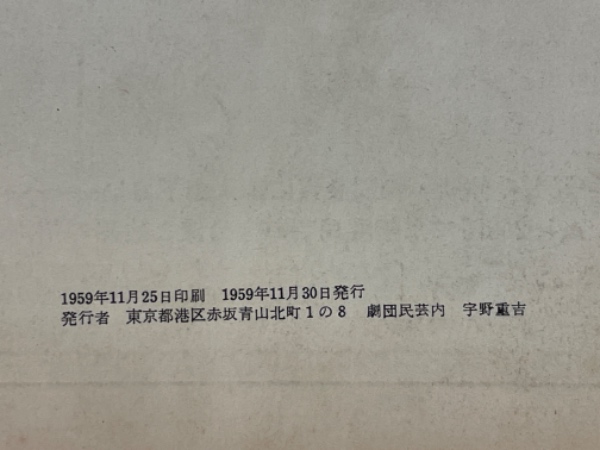 1959年11月25日印刷　1959年11月30日発行
発行者　東京都港区赤坂青山北町1の8　劇団民芸内　宇野重吉